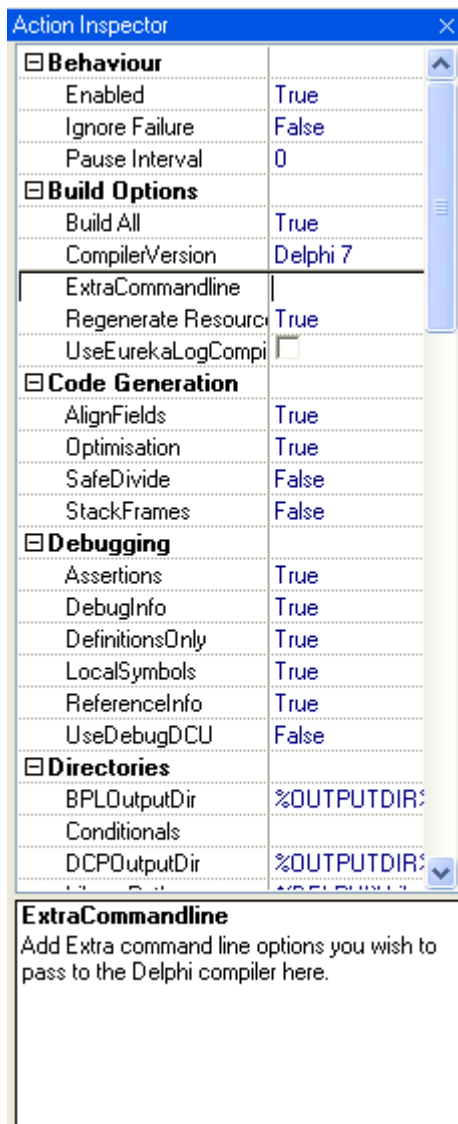 Action Inspector
Behaviour
Enabled True
Ignore Failure False
Pause Interval 0
Build Options
Build All True
CompilerVersion Delphi 7
ExtraCommandline
Regenerate Resourc True
UseEurekaLogCompi
Code Generation
AlignFields True
Optimisation True
SafeDivide False
StackFrames False
Debugging
Assertions True
DebugInfo True
DefinitionsOnly True
LocalSymbols True
ReferenceInfo True
UseDebugDCU False
Directories
BPLOutputDir %OUTPUTDIR%
Conditionals
DCPOutputDir %OUTPUTDIR%
ExtraCommandline
Add Extra command line options you wish to
pass to the Delphi compiler here.